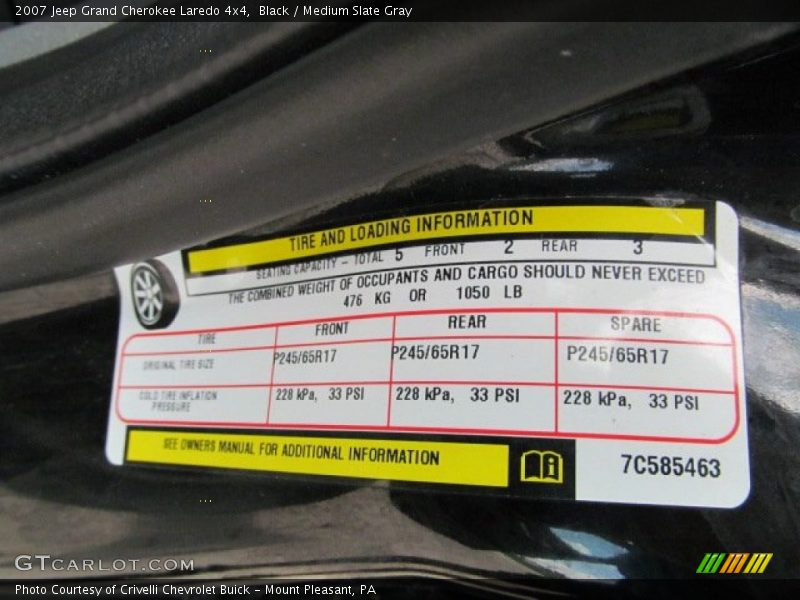 2007 Jeep Grand Cherokee Laredo 4x4, Black / Medium Slate Gray
TIRE AND LOADING INFORMATION
SEATING CAPACITY – TOTAL 5 FRONT 2 REAR 3
THE COMBINED WEIGHT OF OCCUPANTS AND CARGO SHOULD NEVER EXCEED
476 KG OR 1050 LB
TIRE FRONT REAR SPARE
ORIGINAL TIRE SIZE P245/65R17 P245/65R17 P245/65R17
COLD TIRE INFLATION PRESSURE 228 kPa, 33 PSI 228 kPa, 33 PSI 228 kPa, 33 PSI
SEE OWNERS MANUAL FOR ADDITIONAL INFORMATION
7C585463
GTCARLOT.COM
Photo Courtesy of Crivelli Chevrolet Buick – Mount Pleasant, PA